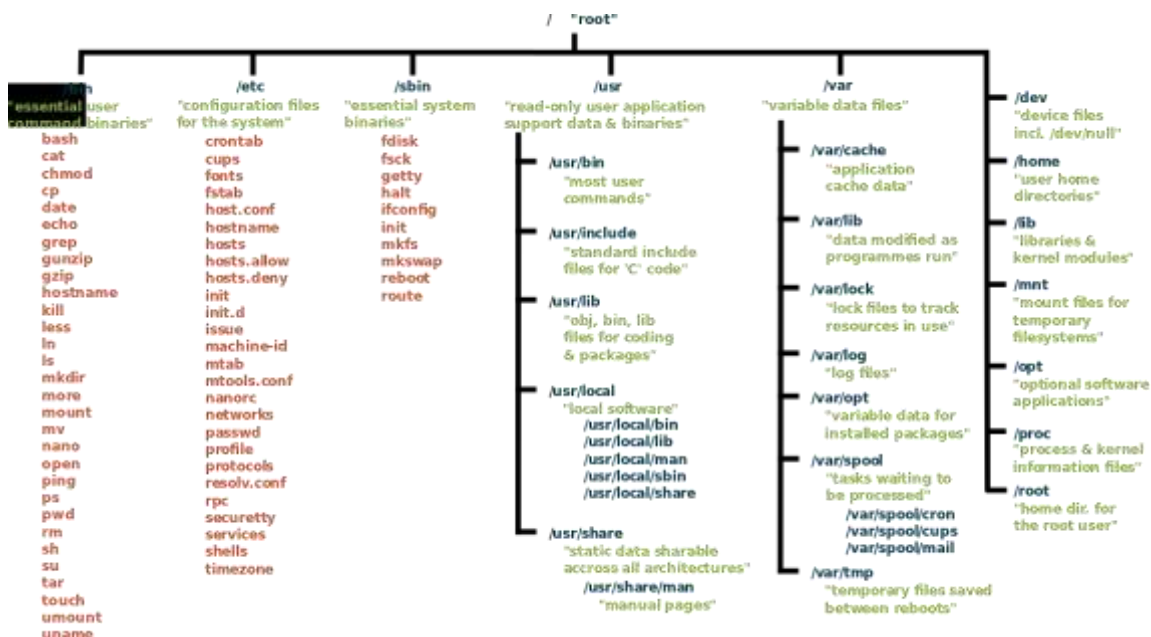 / "root"
/bin
"essential user
command binaries"
bash
cat
chmod
cp
date
echo
grep
gunzip
gzip
hostname
kill
less
ln
ls
mkdir
more
mount
mv
nano
open
ping
ps
pwd
rm
sh
su
tar
touch
umount
uname
/etc
"configuration files
for the system"
crontab
cups
fonts
fstab
host.conf
hostname
hosts
hosts.allow
hosts.deny
init
init.d
issue
machine-id
mtab
mtools.conf
nanorc
networks
passwd
profile
protocols
resolv.conf
rpc
securetty
services
shells
timezone
/sbin
"essential system
binaries"
fdisk
fsck
getty
halt
ifconfig
init
mkfs
mkswap
reboot
route
/usr
"read-only user application
support data & binaries"
/usr/bin
"most user
commands"
/usr/include
"standard include
files for 'C' code"
/usr/lib
"obj, bin, lib
files for coding
& packages"
/usr/local
"local software"
/usr/local/bin
/usr/local/lib
/usr/local/man
/usr/local/sbin
/usr/local/share
/usr/share
"static data sharable
accross all architectures"
/usr/share/man
"manual pages"
/var
"variable data files"
/var/cache
"application
cache data"
/var/lib
"data modified as
programmes run"
/var/lock
"lock files to track
resources in use"
/var/log
"log files"
/var/opt
"variable data for
installed packages"
/var/spool
"tasks waiting to
be processed"
/var/spool/cron
/var/spool/cups
/var/spool/mail
/var/tmp
"temporary files saved
between reboots"
/dev
"device files
incl. /dev/null"
/home
"user home
directories"
/lib
"libraries &
kernel modules"
/mnt
"mount files for
temporary
filesystems"
/opt
"optional software
applications"
/proc
"process & kernel
information files"
/root
"home dir. for
the root user"